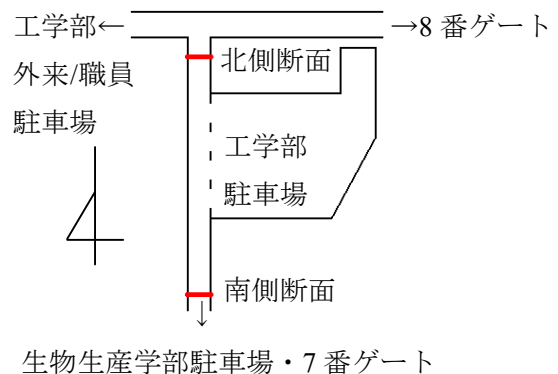 工学部←
→8 番ゲート
外来/職員
駐車場
北側断面
工学部
駐車場
南側断面
↓
生物生産学部駐車場・7 番ゲート